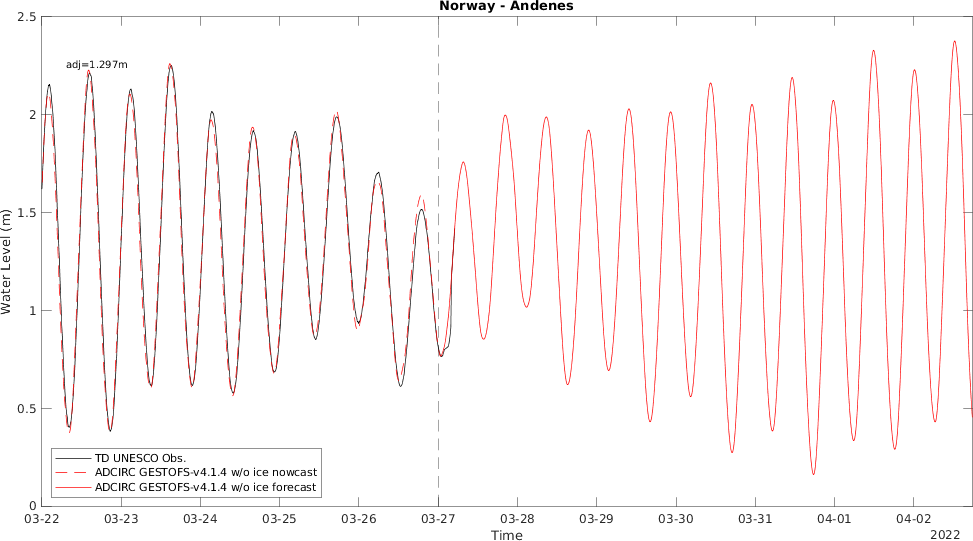 Norway - Andenes
adj=1.297m
2.5
2
1.5
1
0.5
0
Water Level (m)
TD UNESCO Obs.
ADCIRC GESTOFS-v4.1.4 w/o ice nowcast
ADCIRC GESTOFS-v4.1.4 w/o ice forecast
03-22 03-23 03-24 03-25 03-26 03-27 03-28 03-29 03-30 03-31 04-01 04-02
2022
Time